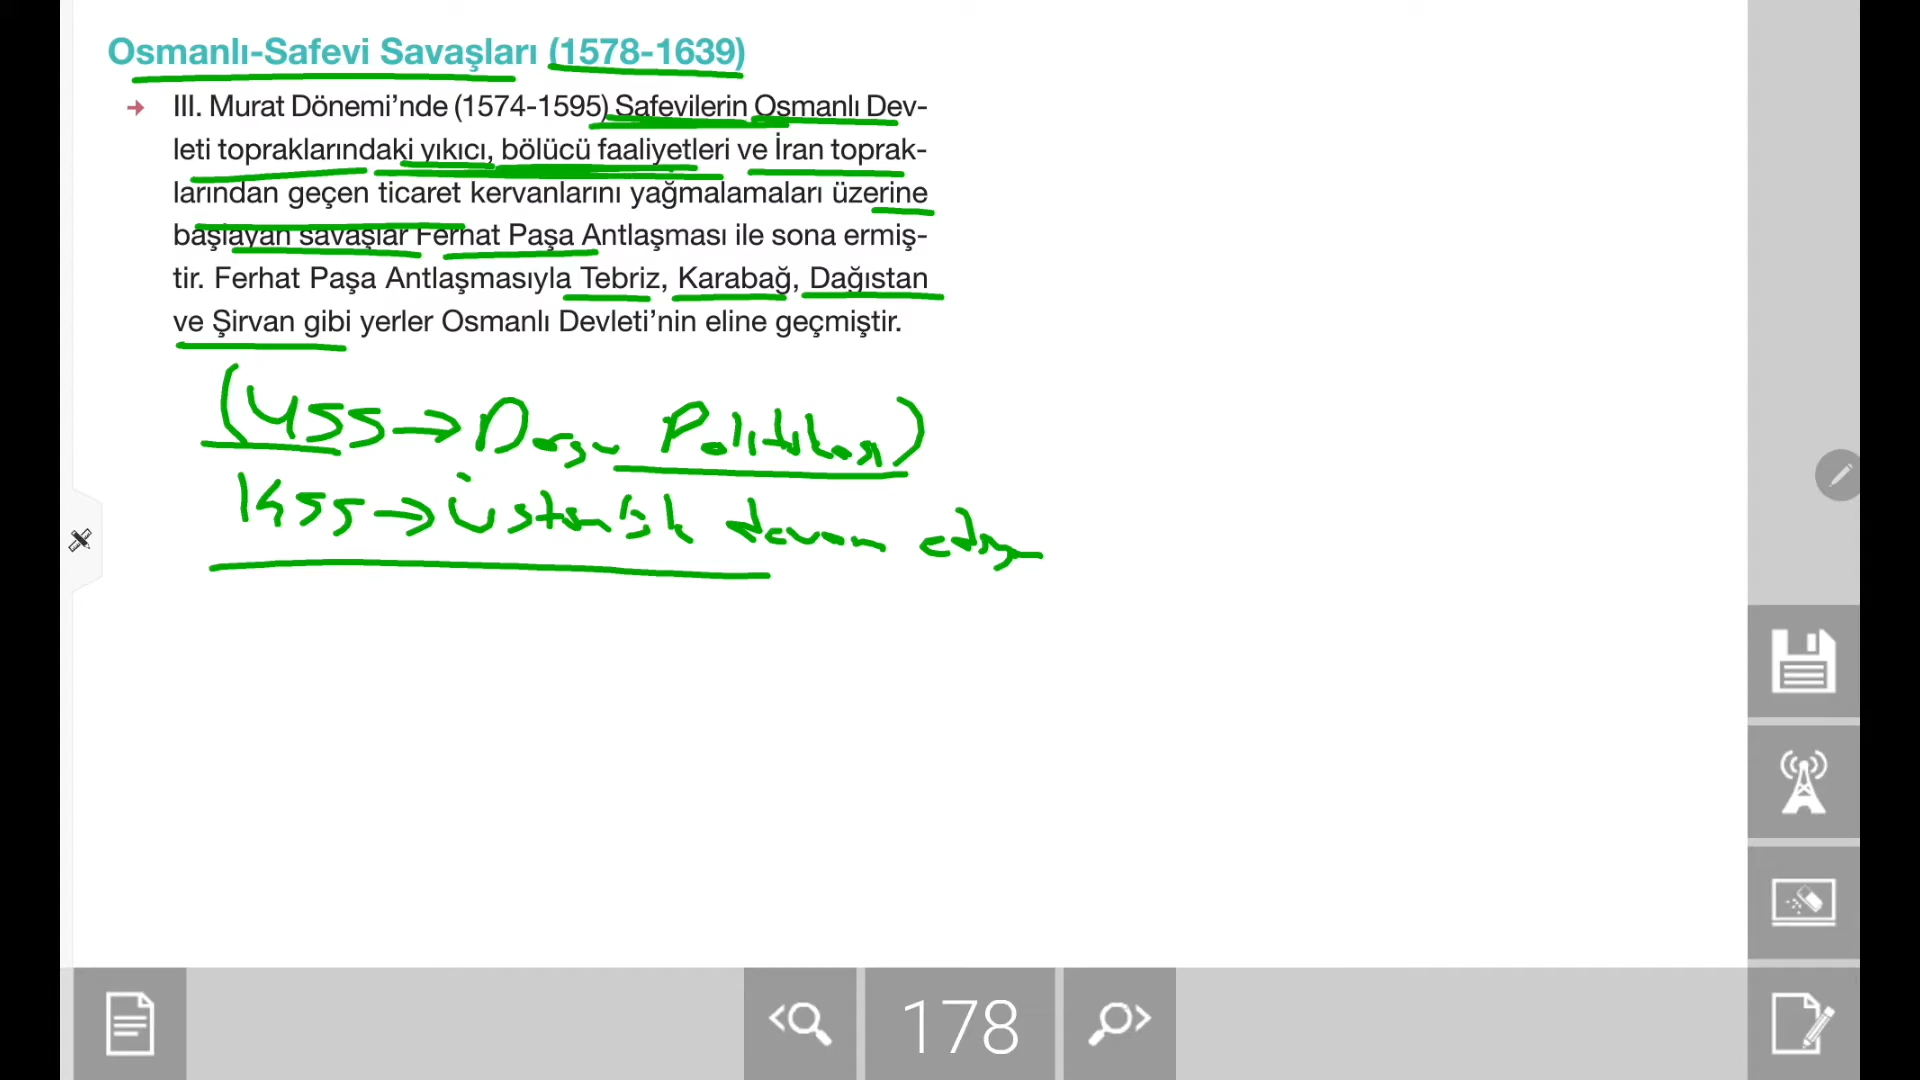 Osmanlı-Safevi Savaşları (1578-1639)
→ III. Murat Dönemi’nde (1574-1595) Safevilerin Osmanlı Dev-
leti topraklarındaki yıkıcı, bölücü faaliyetleri ve İran toprak-
larından geçen ticaret kervanlarını yağmalamaları üzerine
başlayan savaşlar Ferhat Paşa Antlaşması ile sona ermiş-
tir. Ferhat Paşa Antlaşmasıyla Tebriz, Karabağ, Dağıstan
ve Şirvan gibi yerler Osmanlı Devleti’nin eline geçmiştir.
(455 → Doğu Politikası)
1455 → Üstünlük devam ediyor
178